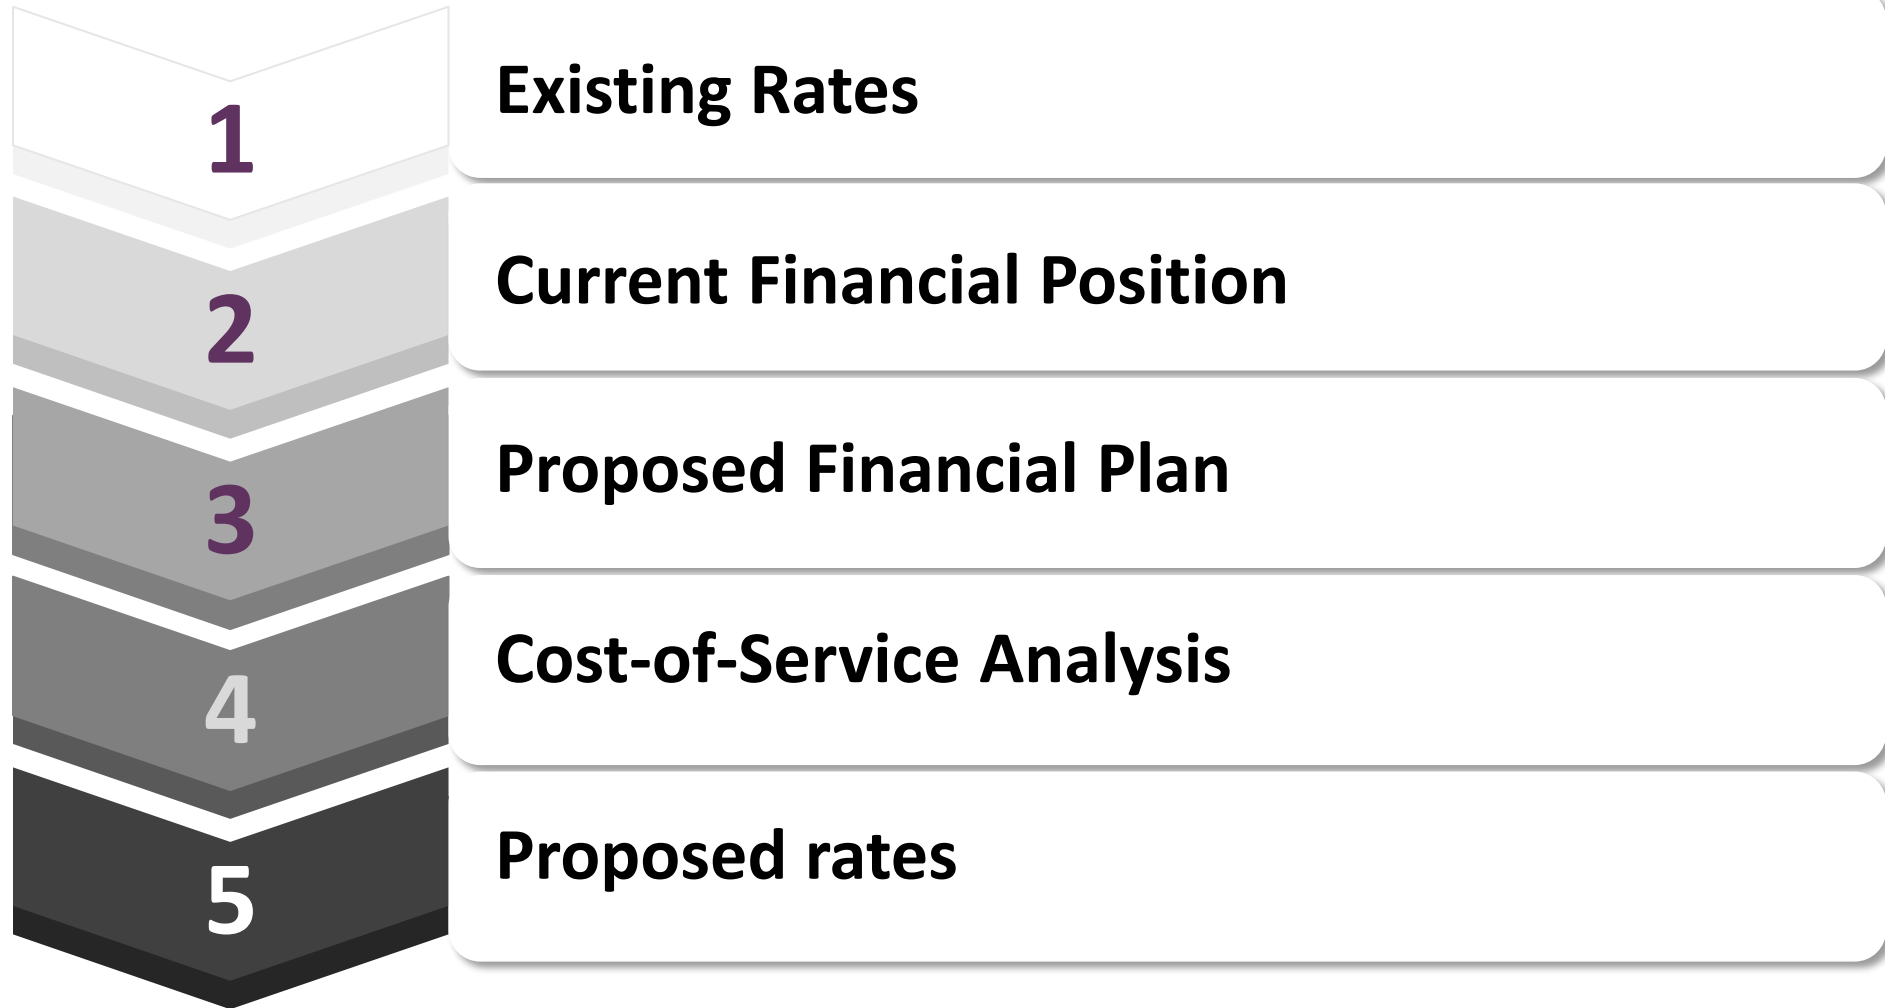 1
Existing Rates
2
Current Financial Position
3
Proposed Financial Plan
4
Cost-of-Service Analysis
5
Proposed rates